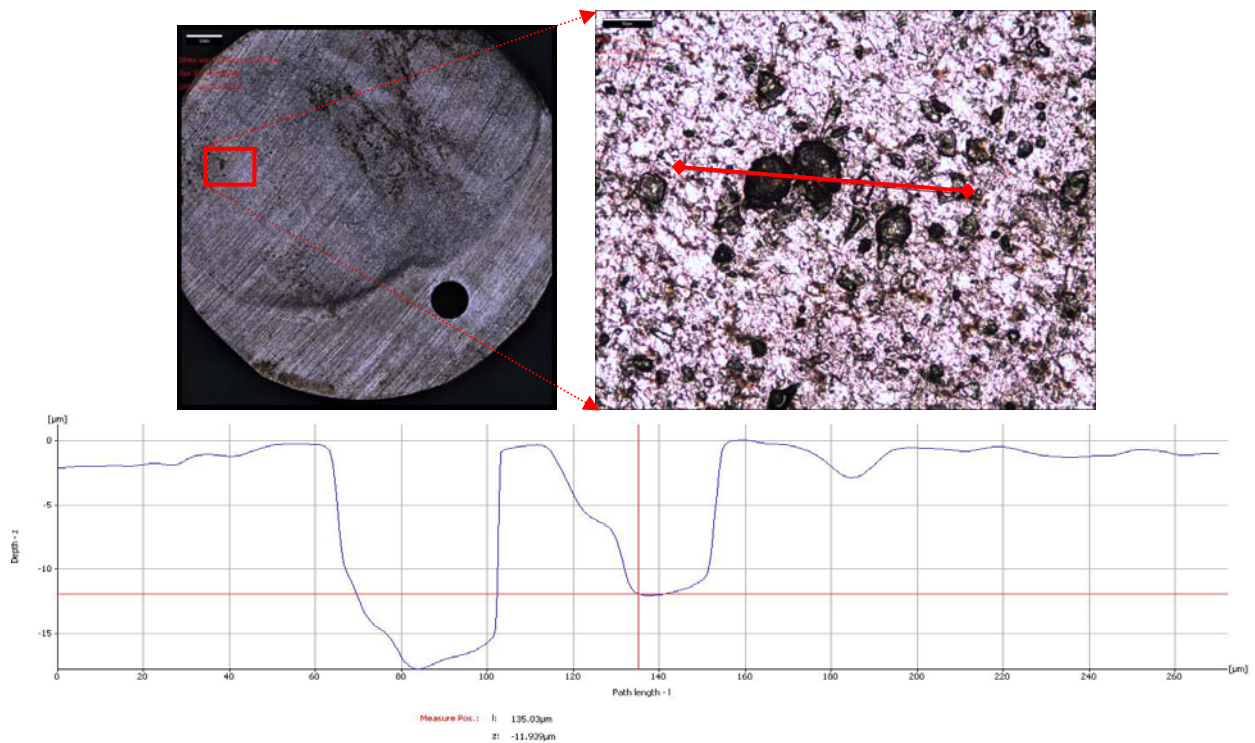 [µm]
0
-5
-10
-15
Depth - z
0 20 40 60 80 100 120 140 160 180 200 220 240 260
[µm]
Path length - l
Measure Pos.: l: 135.03µm
z: -11.939µm